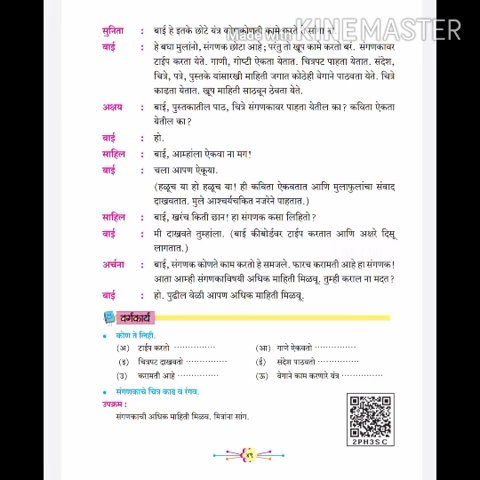 Made with KINEMASTER
सुनिता : बाई हे इतके छोटे यंत्र कोणकोणती कामे करते
बाई : हे बघा मुलांनो, संगणक छोटा आहे; परंतु तो खूप कामे करतो बरं. संगणकावर
टाईप करता येते. गाणी, गोष्टी ऐकता येतात. चित्रपट पाहता येतात. संदेश,
चित्रे, पत्रे, पुस्तके यांसारखी माहिती जगात कोठेही वेगाने पाठवता येते. चित्रे
काढता येतात. खूप माहिती साठवून ठेवता येते.
अक्षय : बाई, पुस्तकातील पाठ, चित्रे संगणकावर पाहता येतील का? कविता ऐकता
येतील का?
बाई : हो.
साहिल : बाई, आम्हांला ऐकवा ना मग!
बाई : चला आपण ऐकूया.
(हळूच या हो हळूच या! ही कविता ऐकवतात आणि मुलाफुलांचा संवाद
दाखवतात. मुले आश्चर्यचकित नजरेने पाहतात.)
साहिल : बाई, खरंच किती छान! हा संगणक कसा लिहितो?
बाई : मी दाखवते तुम्हांला. (बाई कीबोर्डवर टाईप करतात आणि अक्षरे दिसू
लागतात.)
अर्चना : बाई, संगणक कोणते काम करतो हे समजले. फारच करामती आहे हा संगणक!
आता आम्ही संगणकाविषयी अधिक माहिती मिळवू. तुम्ही कराल ना मदत?
बाई : हो. पुढील वेळी आपण अधिक माहिती मिळवू.
वर्गकार्य
• कोण ते लिही.
(अ) टाईप करतो ............... (आ) गाणे ऐकवतो ...............
(इ) चित्रपट दाखवतो ............... (ई) संदेश पाठवतो ...............
(उ) करामती आहे ............... (ऊ) वेगाने काम करणारे यंत्र ...............
• संगणकाचे चित्र काढ व रंगव.
उपक्रम :
संगणकाची अधिक माहिती मिळव. मित्रांना सांग.
2PH3SC
४९